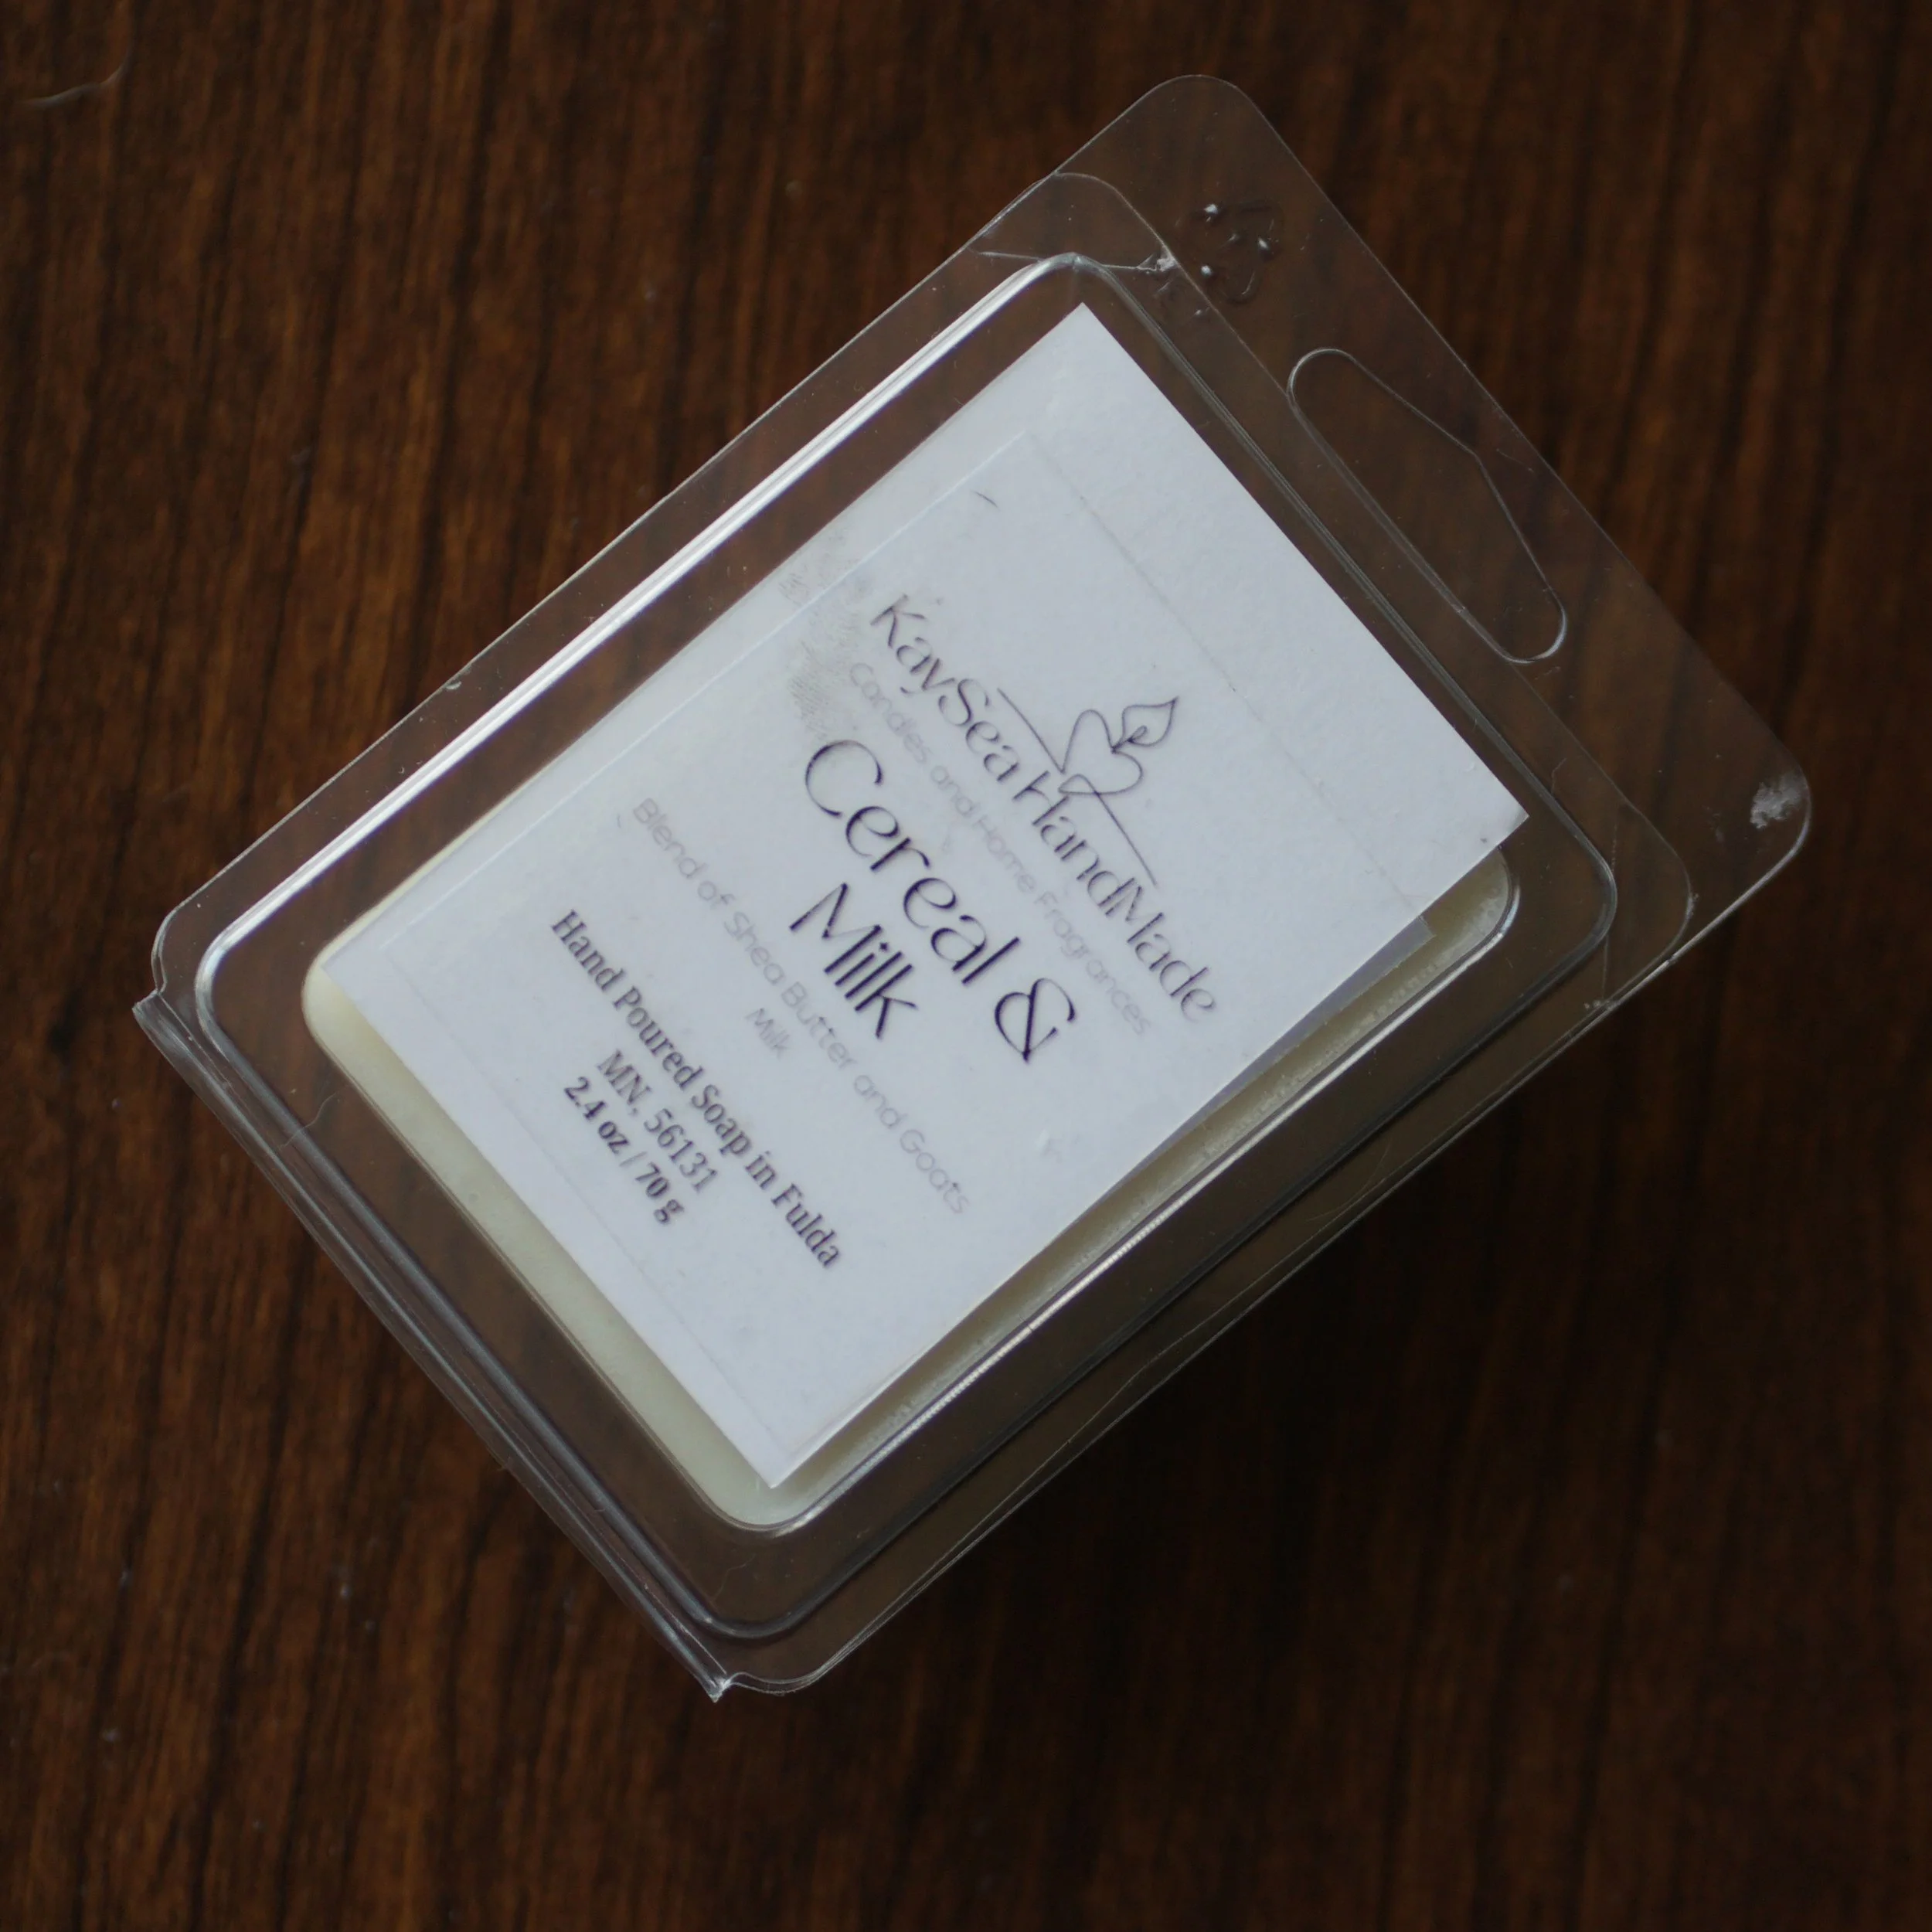 KaySea HandMade
Candles and Home Fragrances
Cereal &
Milk
Blend of Shea Butter and Goats
Milk
Hand Poured Soap in Fulda
MN, 56131
2.4 oz / 70 g